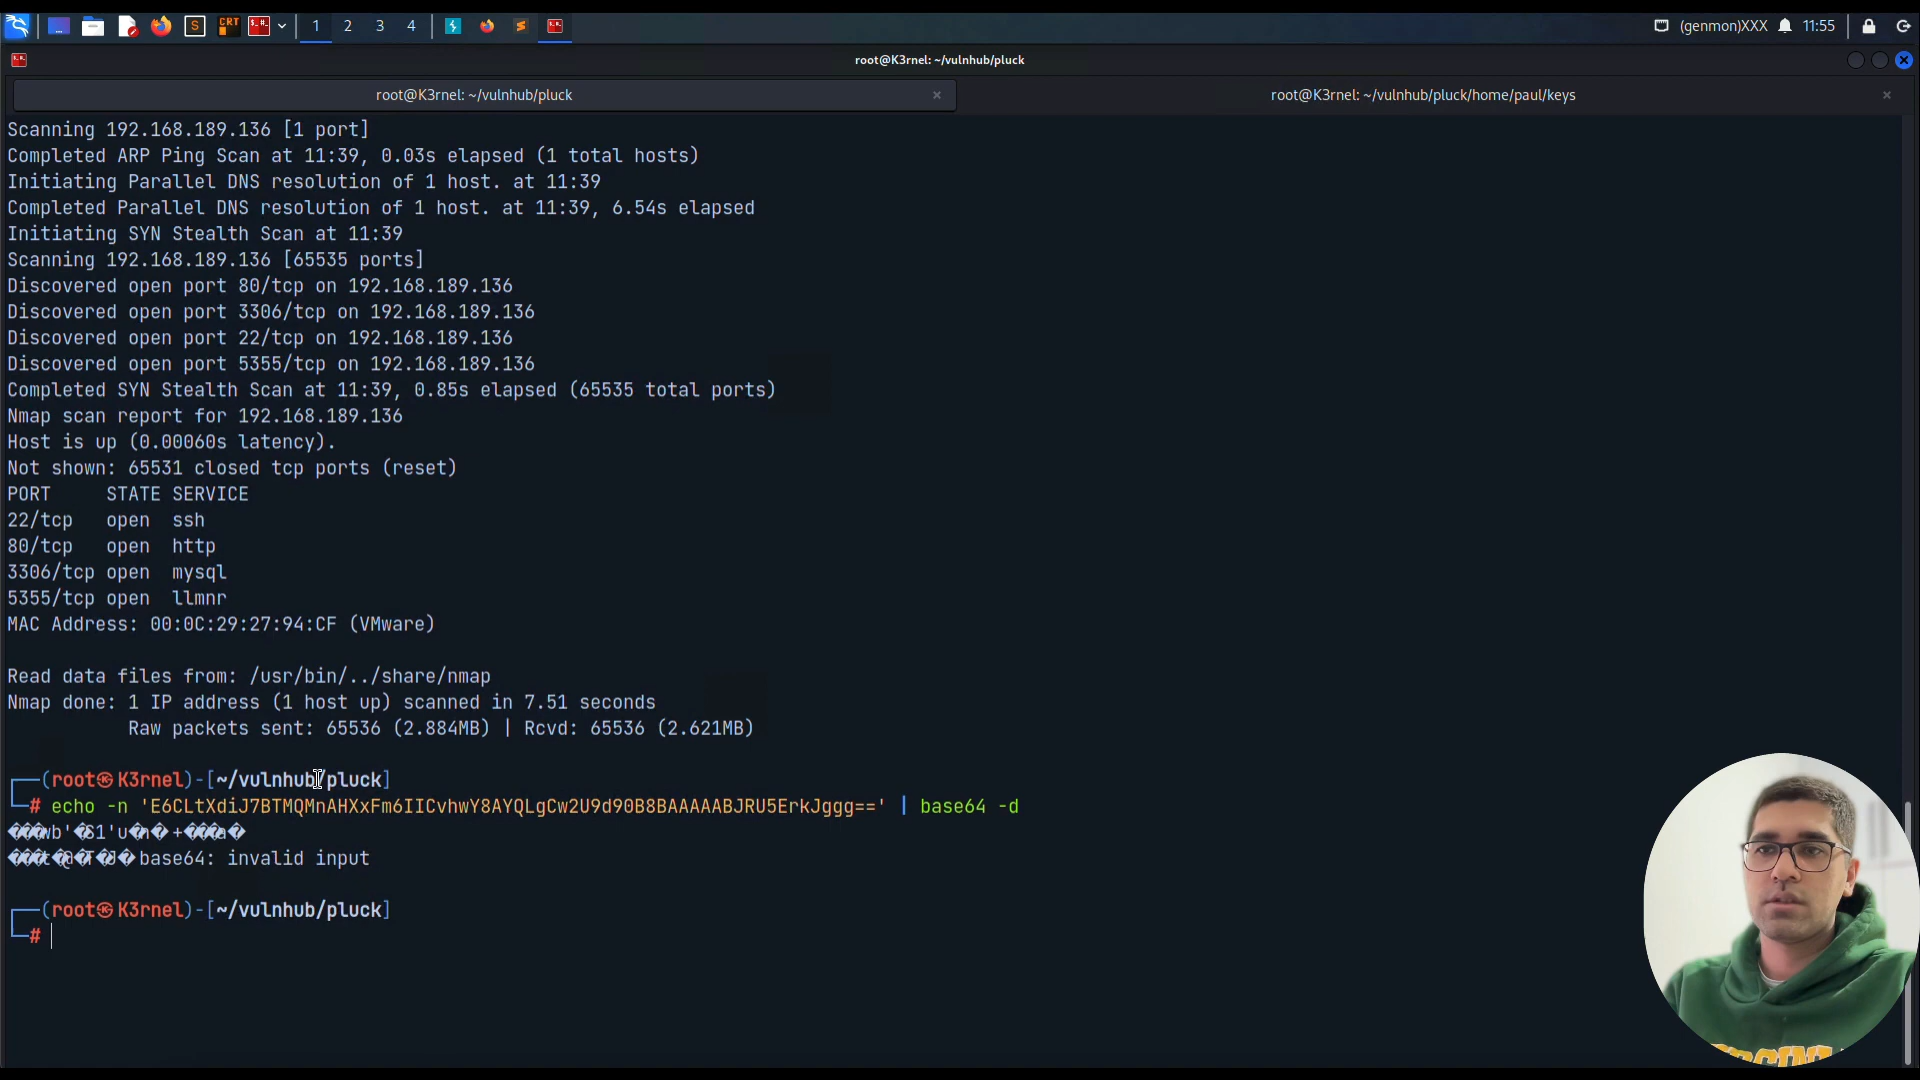 1 2 3 4 (genmon)XXX 11:55
root@K3rnel: ~/vulnhub/pluck
root@K3rnel: ~/vulnhub/pluck root@K3rnel: ~/vulnhub/pluck/home/paul/keys
Scanning 192.168.189.136 [1 port]
Completed ARP Ping Scan at 11:39, 0.03s elapsed (1 total hosts)
Initiating Parallel DNS resolution of 1 host. at 11:39
Completed Parallel DNS resolution of 1 host. at 11:39, 6.54s elapsed
Initiating SYN Stealth Scan at 11:39
Scanning 192.168.189.136 [65535 ports]
Discovered open port 80/tcp on 192.168.189.136
Discovered open port 3306/tcp on 192.168.189.136
Discovered open port 22/tcp on 192.168.189.136
Discovered open port 5355/tcp on 192.168.189.136
Completed SYN Stealth Scan at 11:39, 0.85s elapsed (65535 total ports)
Nmap scan report for 192.168.189.136
Host is up (0.00060s latency).
Not shown: 65531 closed tcp ports (reset)
PORT     STATE SERVICE
22/tcp   open  ssh
80/tcp   open  http
3306/tcp open  mysql
5355/tcp open  llmnr
MAC Address: 00:0C:29:27:94:CF (VMware)
Read data files from: /usr/bin/../share/nmap
Nmap done: 1 IP address (1 host up) scanned in 7.51 seconds
Raw packets sent: 65536 (2.884MB) | Rcvd: 65536 (2.621MB)
(root㉿K3rnel)-[~/vulnhub/pluck]
# echo -n 'E6CLtXdiJ7BTMQMnAHXxFm6IICvhwY8AYQLgCw2U9d90B8BAAAAABJRU5ErkJggg==' | base64 -d
base64: invalid input
(root㉿K3rnel)-[~/vulnhub/pluck]
#